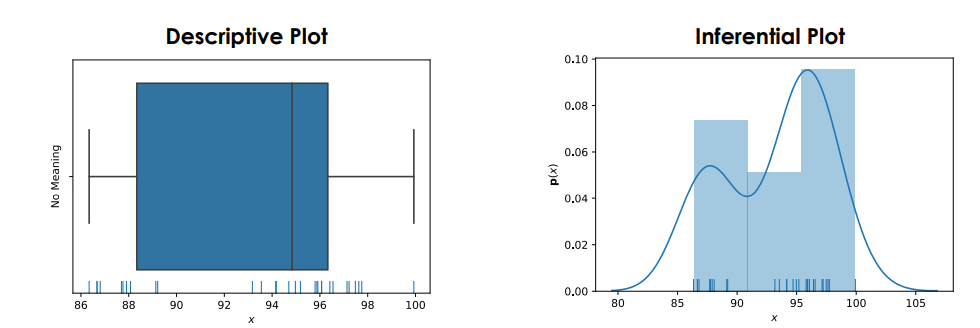 Descriptive Plot
No Meaning
86 88 90 92 94 96 98 100
x
Inferential Plot
0.10
0.08
0.06
0.04
0.02
0.00
p(x)
80 85 90 95 100 105
x